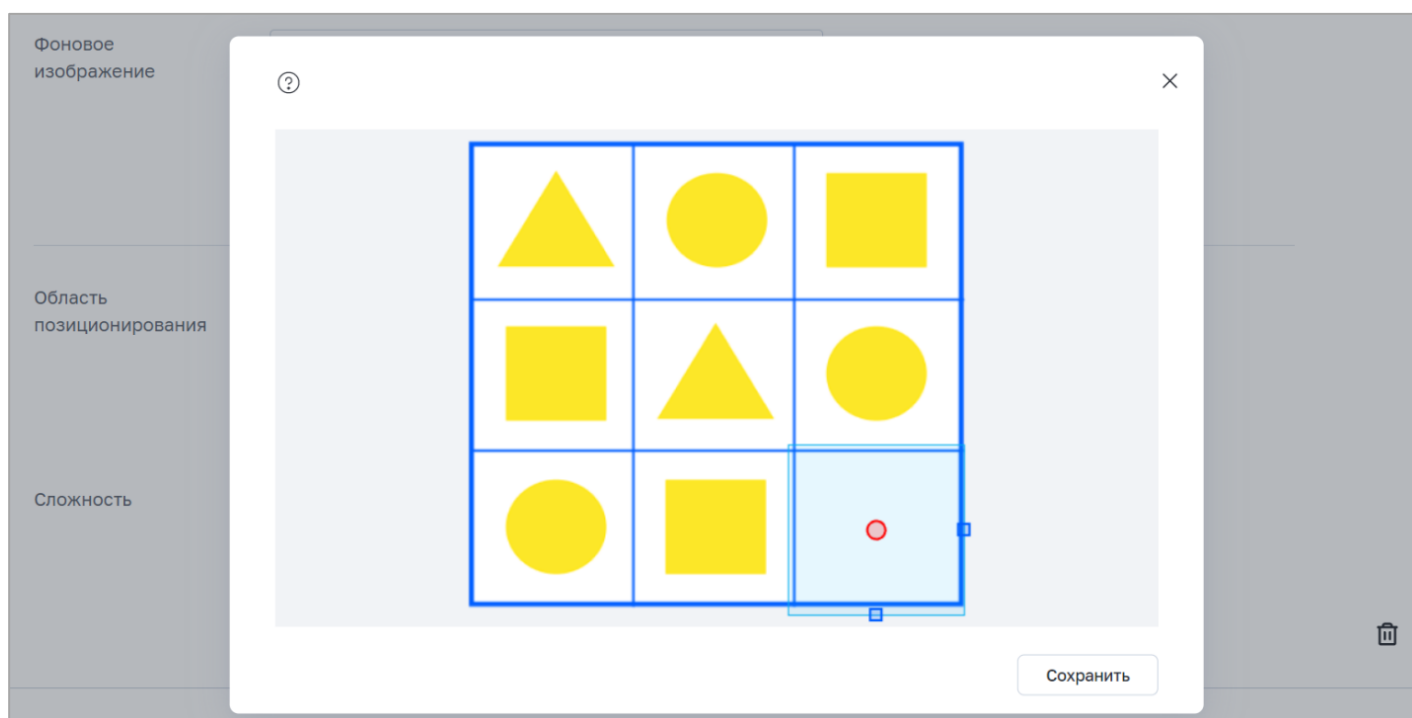 Фоновое
изображение
Область
позиционирования
Сложность
Сохранить